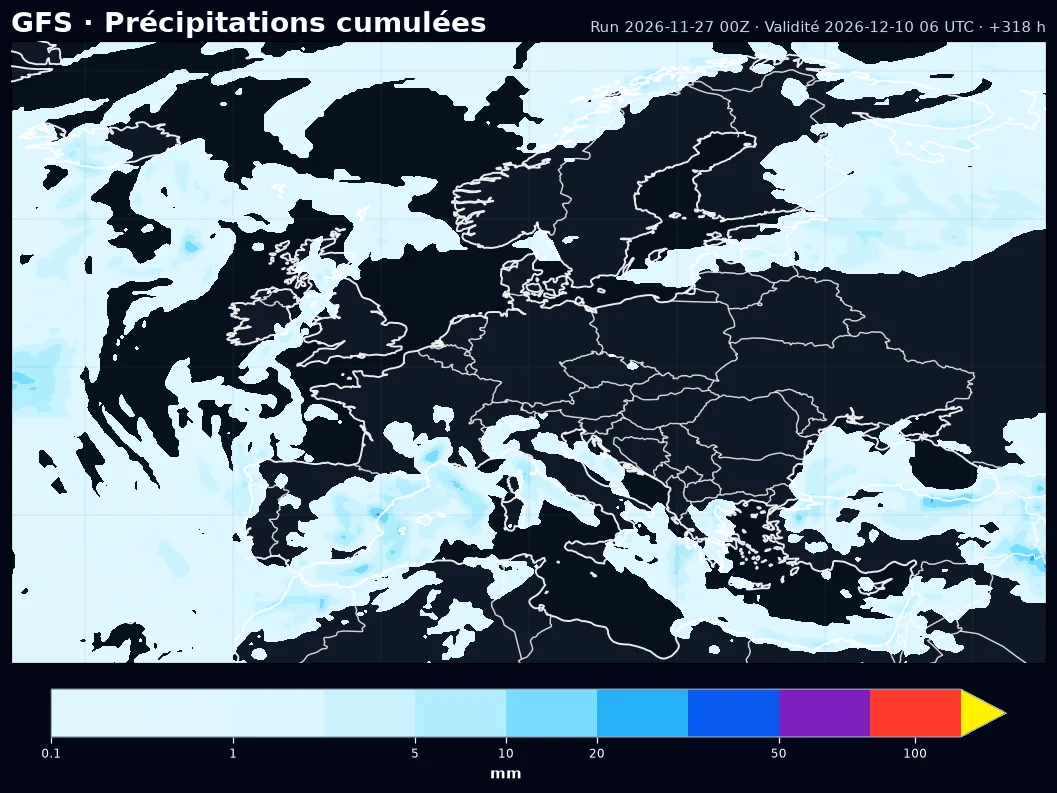 GFS · Précipitations cumulées
Run 2026-11-27 00Z · Validité 2026-12-10 06 UTC · +318 h
0.1 1 5 10 20 50 100
mm